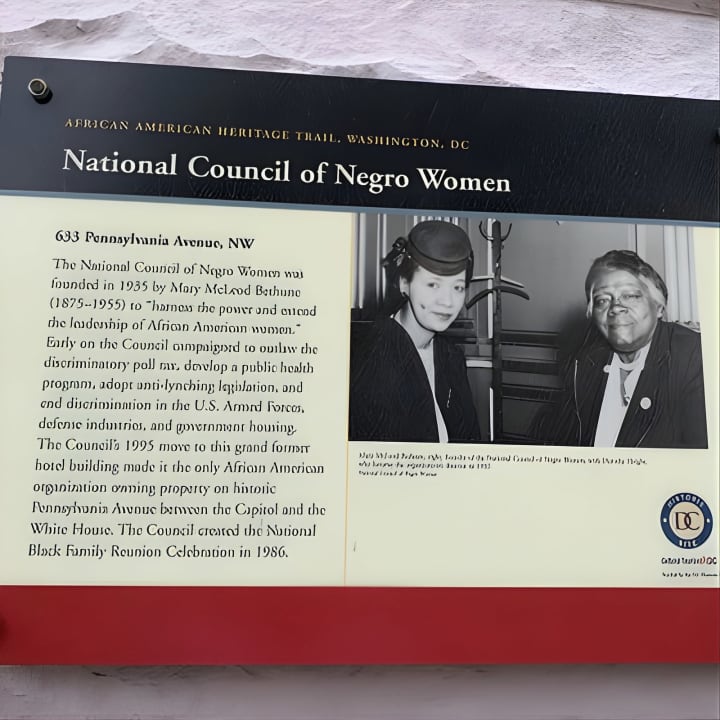 AFRICAN AMERICAN HERITAGE TRAIL, WASHINGTON, DC
National Council of Negro Women
633 Pennsylvania Avenue, NW
The National Council of Negro Women was
founded in 1935 by Mary McLeod Bethune
(1875–1955) to "harness the power and extend
the leadership of African American women."
Early on the Council campaigned to outlaw the
discriminatory poll tax, develop a public health
program, adopt anti-lynching legislation, and
end discrimination in the U.S. Armed Forces,
defense industries, and government housing.
The Council's 1995 move to this grand former
hotel building made it the only African American
organization owning property on historic
Pennsylvania Avenue between the Capitol and the
White House. The Council created the National
Black Family Reunion Celebration in 1986.
HISTORIC
DC
SITE